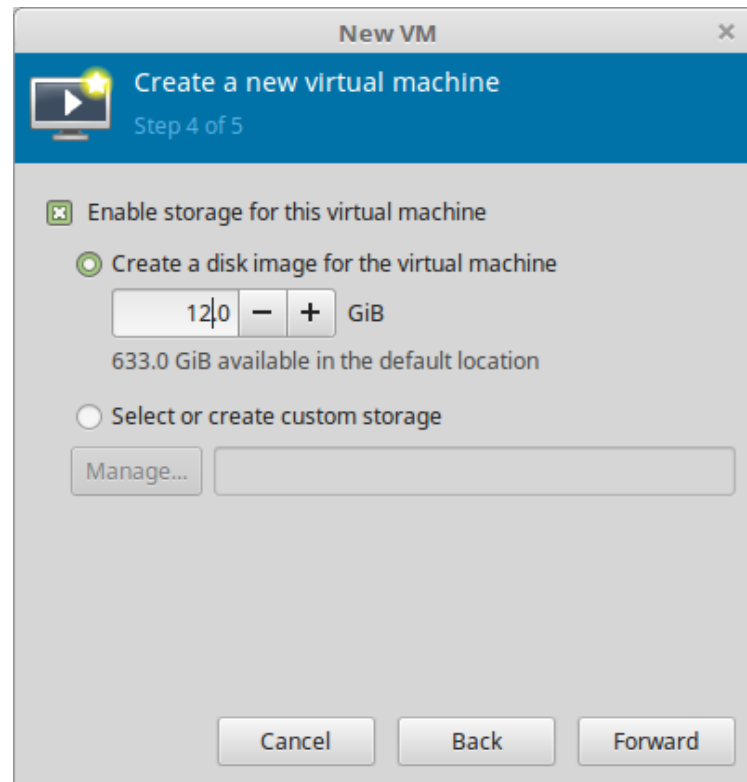 New VM
Create a new virtual machine
Step 4 of 5
Enable storage for this virtual machine
Create a disk image for the virtual machine
12.0 GiB
633.0 GiB available in the default location
Select or create custom storage
Manage...
Cancel Back Forward